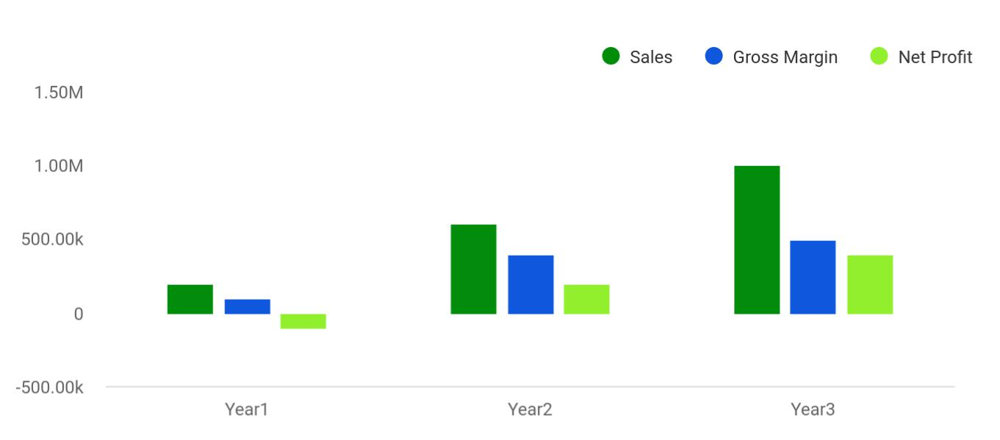 Sales Gross Margin Net Profit
1.50M
1.00M
500.00k
0
-500.00k
Year1 Year2 Year3